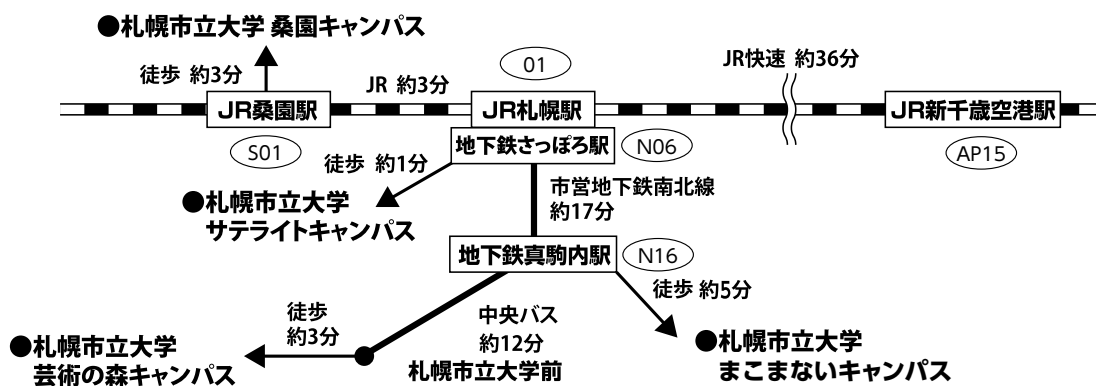 ●札幌市立大学 桑園キャンパス
徒歩 約3分
JR 約3分
01
JR快速 約36分
JR桑園駅
JR札幌駅
JR新千歳空港駅
S01
地下鉄さっぽろ駅
N06
AP15
徒歩 約1分
●札幌市立大学
サテライトキャンパス
市営地下鉄南北線
約17分
地下鉄真駒内駅
N16
徒歩 約5分
徒歩
約3分
中央バス
約12分
札幌市立大学前
●札幌市立大学
芸術の森キャンパス
●札幌市立大学
まこまないキャンパス